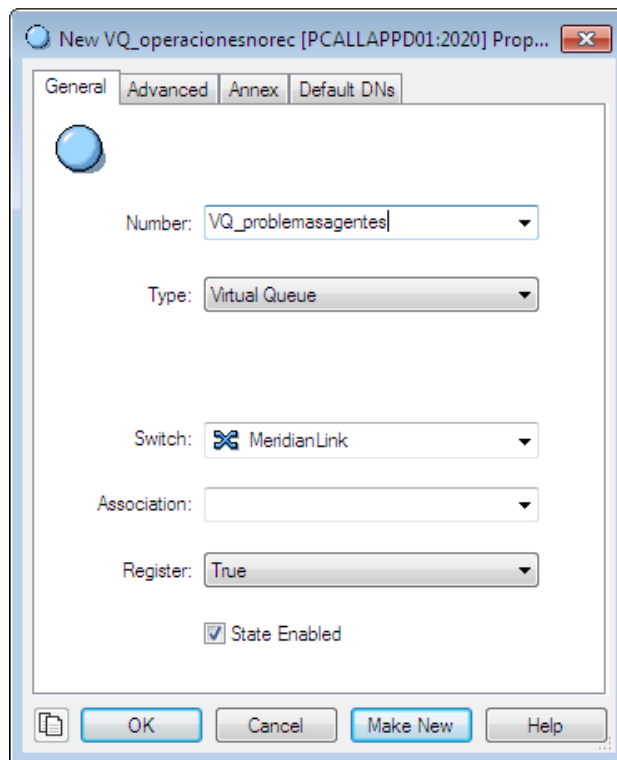 New VQ_operacionesnorec [PCALLAPPD01:2020] Prop...
General Advanced Annex Default DNs
Number: VQ_problemasagentes
Type: Virtual Queue
Switch: MeridianLink
Association:
Register: True
State Enabled
OK Cancel Make New Help